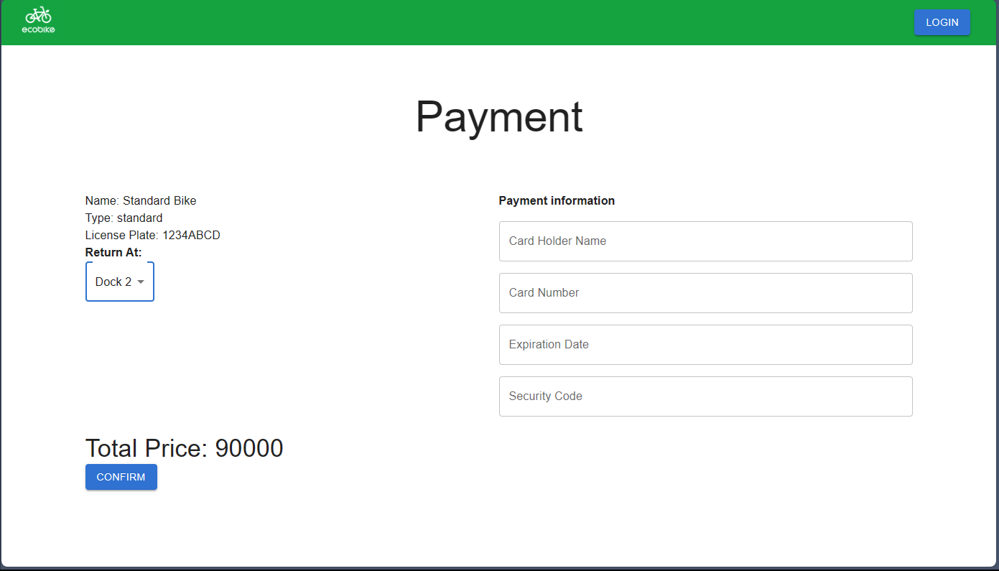 ecobike
LOGIN
Payment
Name: Standard Bike
Type: standard
License Plate: 1234ABCD
Return At:
Dock 2
Payment information
Card Holder Name
Card Number
Expiration Date
Security Code
Total Price: 90000
CONFIRM